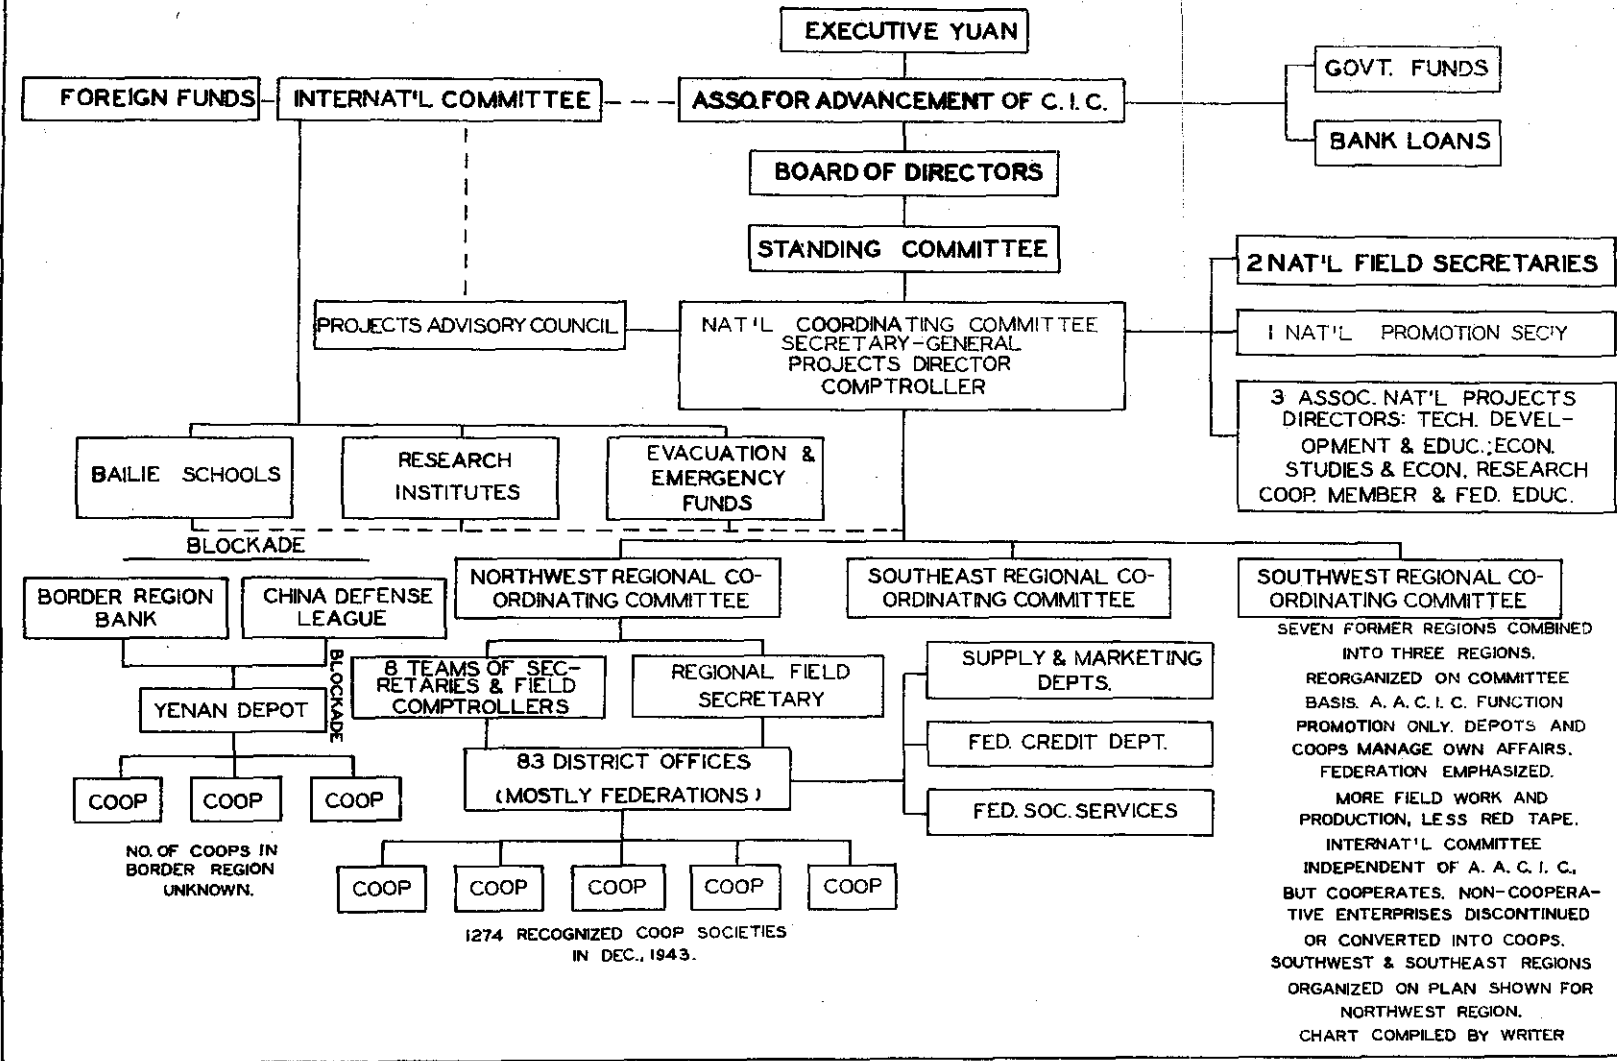 EXECUTIVE YUAN
GOVT. FUNDS
FOREIGN FUNDS
INTERNAT'L COMMITTEE
ASSO. FOR ADVANCEMENT OF C. I. C.
BANK LOANS
BOARD OF DIRECTORS
STANDING COMMITTEE
2 NAT'L FIELD SECRETARIES
PROJECTS ADVISORY COUNCIL
NAT'L COORDINATING COMMITTEE
SECRETARY-GENERAL
PROJECTS DIRECTOR
COMPTROLLER
1 NAT'L PROMOTION SEC'Y
3 ASSOC. NAT'L PROJECTS
DIRECTORS: TECH. DEVEL-
OPMENT & EDUC.; ECON.
STUDIES & ECON. RESEARCH
COOP. MEMBER & FED. EDUC.
BAILIE SCHOOLS
RESEARCH
INSTITUTES
EVACUATION &
EMERGENCY
FUNDS
BLOCKADE
BORDER REGION
BANK
CHINA DEFENSE
LEAGUE
NORTHWEST REGIONAL CO-
ORDINATING COMMITTEE
SOUTHEAST REGIONAL CO-
ORDINATING COMMITTEE
SOUTHWEST REGIONAL CO-
ORDINATING COMMITTEE
BLOCKADE
YENAN DEPOT
8 TEAMS OF SEC-
RETARIES & FIELD
COMPTROLLERS
REGIONAL FIELD
SECRETARY
SUPPLY & MARKETING
DEPTS.
FED. CREDIT DEPT.
FED. SOC. SERVICES
83 DISTRICT OFFICES
(MOSTLY FEDERATIONS)
COOP
COOP
COOP
NO. OF COOPS IN
BORDER REGION
UNKNOWN.
COOP
COOP
COOP
COOP
COOP
1274 RECOGNIZED COOP SOCIETIES
IN DEC., 1943.
SEVEN FORMER REGIONS COMBINED
INTO THREE REGIONS.
REORGANIZED ON COMMITTEE
BASIS. A. A. C. I. C. FUNCTION
PROMOTION ONLY. DEPOTS AND
COOPS MANAGE OWN AFFAIRS.
FEDERATION EMPHASIZED.
MORE FIELD WORK AND
PRODUCTION, LESS RED TAPE.
INTERNAT'L COMMITTEE
INDEPENDENT OF A. A. C. I. C.,
BUT COOPERATES. NON-COOPERA-
TIVE ENTERPRISES DISCONTINUED
OR CONVERTED INTO COOPS.
SOUTHWEST & SOUTHEAST REGIONS
ORGANIZED ON PLAN SHOWN FOR
NORTHWEST REGION.
CHART COMPILED BY WRITER